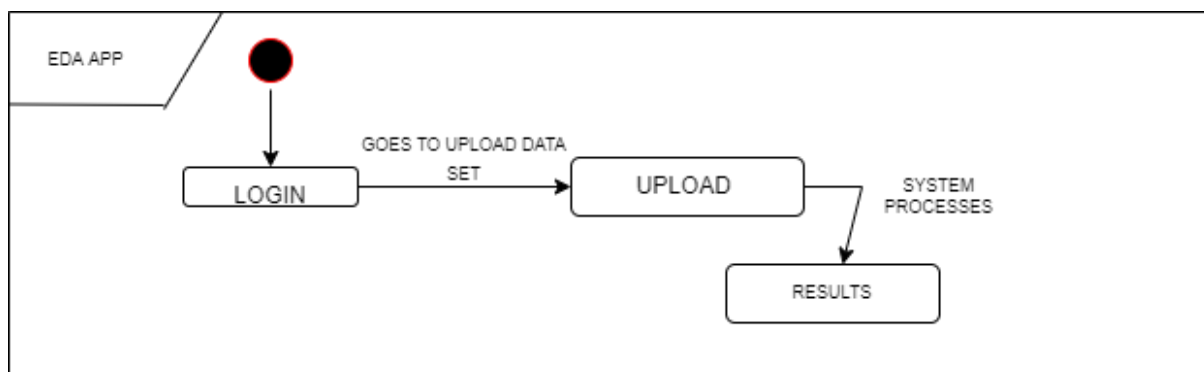 EDA APP
GOES TO UPLOAD DATA
SET
LOGIN
UPLOAD
SYSTEM
PROCESSES
RESULTS